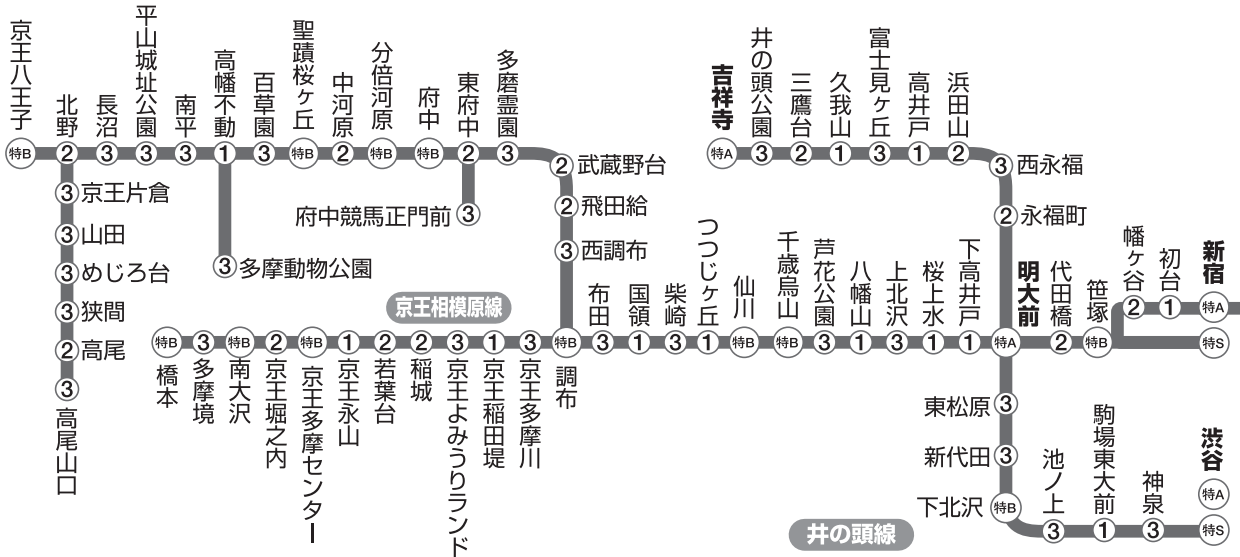 京王八王子
特B
北野
2
長沼
3
平山城址公園
3
南平
3
高幡不動
1
百草園
3
聖蹟桜ヶ丘
特B
中河原
2
分倍河原
特B
府中
特B
東府中
2
多磨霊園
3
2 武蔵野台
2 飛田給
3 西調布
3 京王片倉
3 山田
3 めじろ台
3 狭間
2 高尾
3
高尾山口
3 多摩動物公園
府中競馬正門前 3
吉祥寺
特A
井の頭公園
3
三鷹台
2
久我山
1
富士見ヶ丘
3
高井戸
1
浜田山
2
3 西永福
2 永福町
京王相模原線
特B
橋本
3
多摩境
特B
南大沢
2
京王堀之内
特B
京王多摩センター
1
京王永山
2
若葉台
2
稲城
3
京王よみうりランド
1
京王稲田堤
3
京王多摩川
特B
調布
布田
3
国領
1
柴崎
3
つつじヶ丘
1
仙川
特B
千歳烏山
特B
芦花公園
3
八幡山
1
上北沢
3
桜上水
1
下高井戸
1
明大前
特A
代田橋
2
笹塚
特B
幡ヶ谷
2
初台
1
新宿
特A
特S
東松原 3
新代田 3
下北沢 特B
池ノ上
3
駒場東大前
1
神泉
3
渋谷
特A
特S
井の頭線